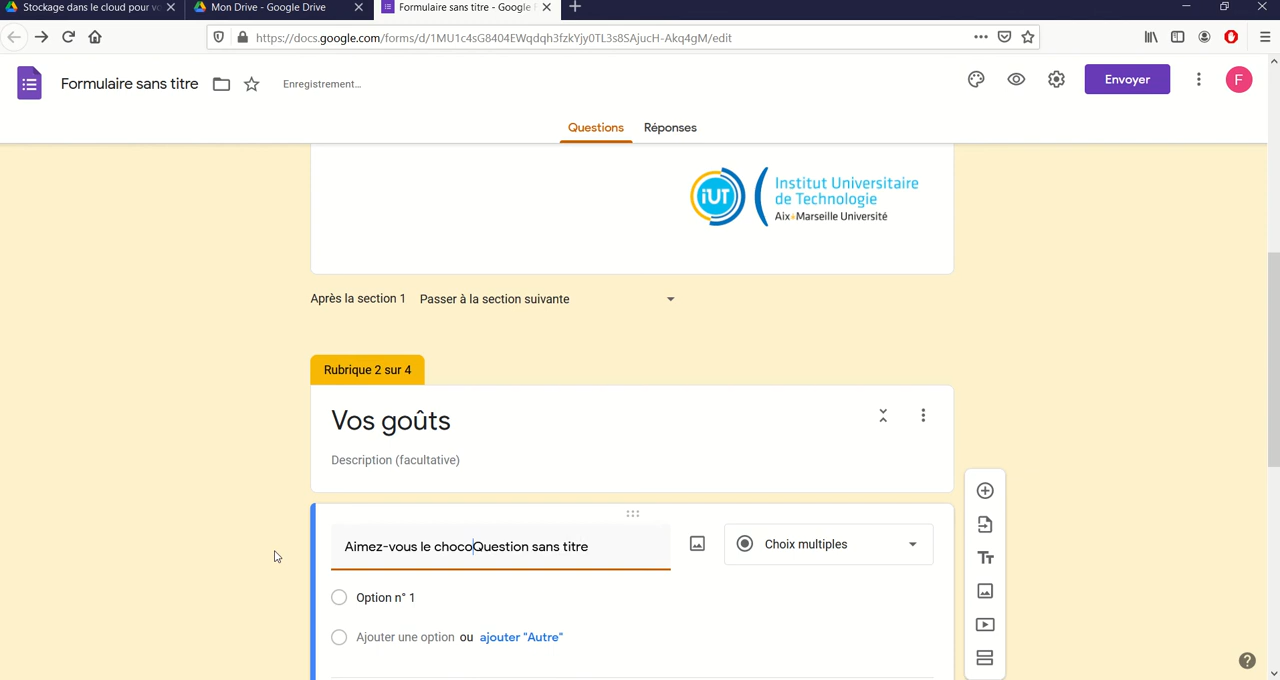 Stockage dans le cloud pour vo
Mon Drive - Google Drive
Formulaire sans titre - Google F
https://docs.google.com/forms/d/1MU1c4sG8404EWqdqh3fzkYjy0TL3s8SAjucH-Akq4gM/edit
Formulaire sans titre
Enregistrement...
Envoyer
F
Questions
Réponses
iUT
Institut Universitaire
de Technologie
Aix+Marseille Université
Après la section 1 Passer à la section suivante
Rubrique 2 sur 4
Vos goûts
Description (facultative)
Aimez-vous le chocoQuestion sans titre
Choix multiples
Option n° 1
Ajouter une option ou ajouter "Autre"
Tт